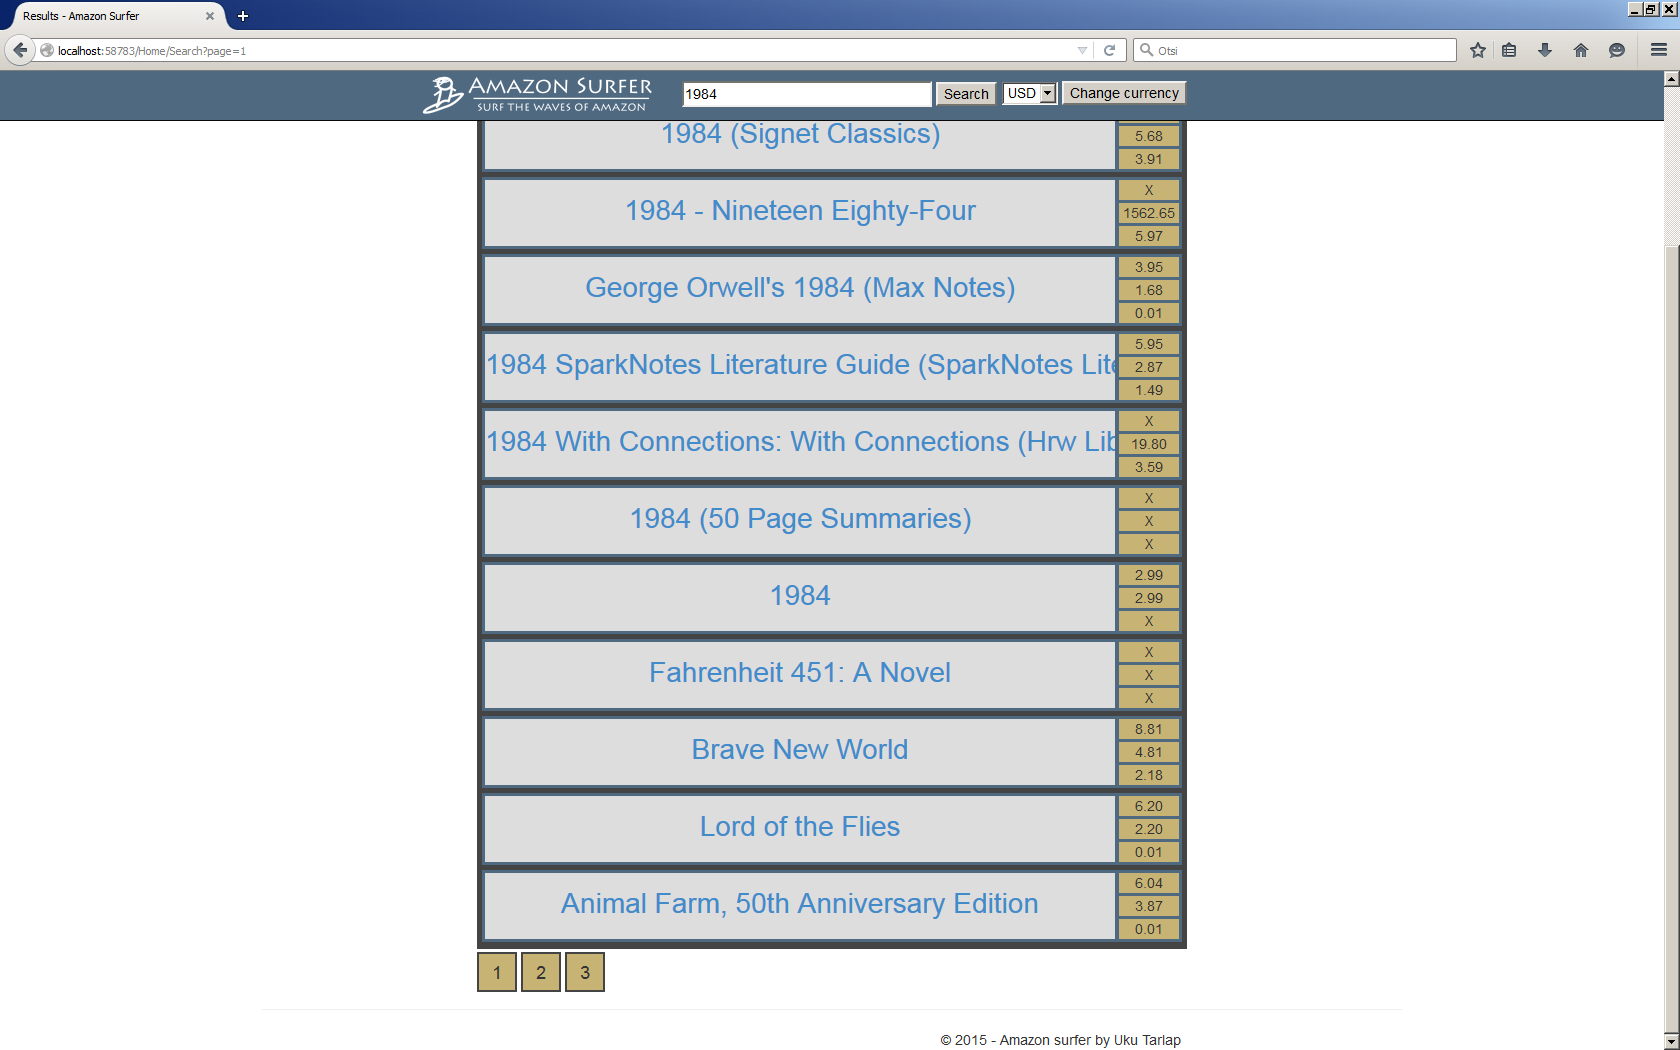 Results - Amazon Surfer
localhost:58783/Home/Search?page=1
Otsi
AMAZON SURFER
SURF THE WAVES OF AMAZON
1984
Search
USD
Change currency
1984 (Signet Classics)
5.68
3.91
1984 - Nineteen Eighty-Four
X
1562.65
5.97
George Orwell's 1984 (Max Notes)
3.95
1.68
0.01
1984 SparkNotes Literature Guide (SparkNotes Lite
5.95
2.87
1.49
1984 With Connections: With Connections (Hrw Lib
X
19.80
3.59
1984 (50 Page Summaries)
X
X
X
1984
2.99
2.99
X
Fahrenheit 451: A Novel
X
X
X
Brave New World
8.81
4.81
2.18
Lord of the Flies
6.20
2.20
0.01
Animal Farm, 50th Anniversary Edition
6.04
3.87
0.01
1 2 3
© 2015 - Amazon surfer by Uku Tarlap